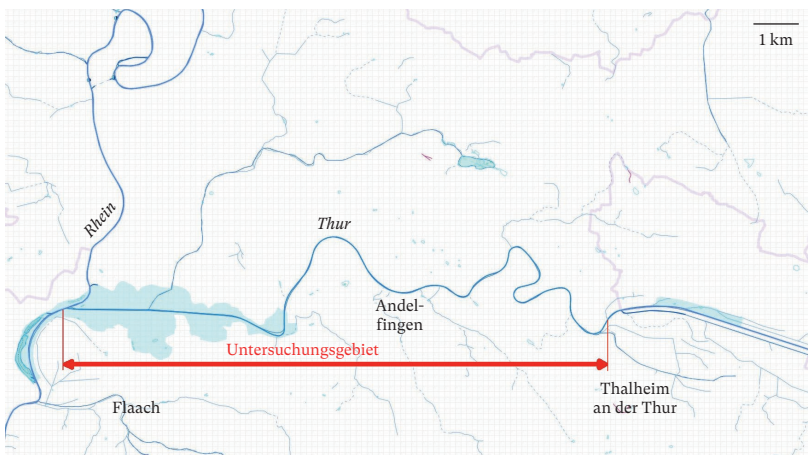 1 km
Rhein
Thur
Andel-
fingen
Untersuchungsgebiet
Flaach
Thalheim
an der Thur